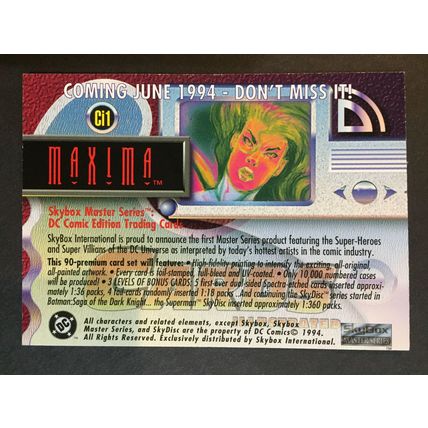 COMING JUNE 1994 - DON'T MISS IT!
Ci1
MAXIMA™
Skybox Master Series™:
DC Comic Edition Trading Cards
SkyBox International is proud to announce the first Master Series product featuring the Super-Heroes
and Super Villians of the DC Universe as interpreted by today's hottest artists in the comic industry.
This 90-premium card set will feature: • High-fidelity printing to intensify the exciting, all-original,
all-painted artwork. • Every card is foil-stamped, full-bleed and UV-coated. • Only 10,000 numbered cases
will be produced! • 3 LEVELS OF BONUS CARDS: 5 first-ever dual-sided Spectra-etched cards inserted approxi-
mately 1:36 packs, 4 foil cards randomly inserted 1:18 packs ..And continuing the SkyDisc™ series started in
Batman:Saga of the Dark Knight™.. the Superman™ SkyDisc inserted approximately 1:360 packs.
DC
All characters and related elements, except Skybox, Skybox
Master Series, and SkyDisc are the property of DC Comics© 1994.
All Rights Reserved. Exclusively distributed by Skybox International.
SkyBox
MASTER SERIES